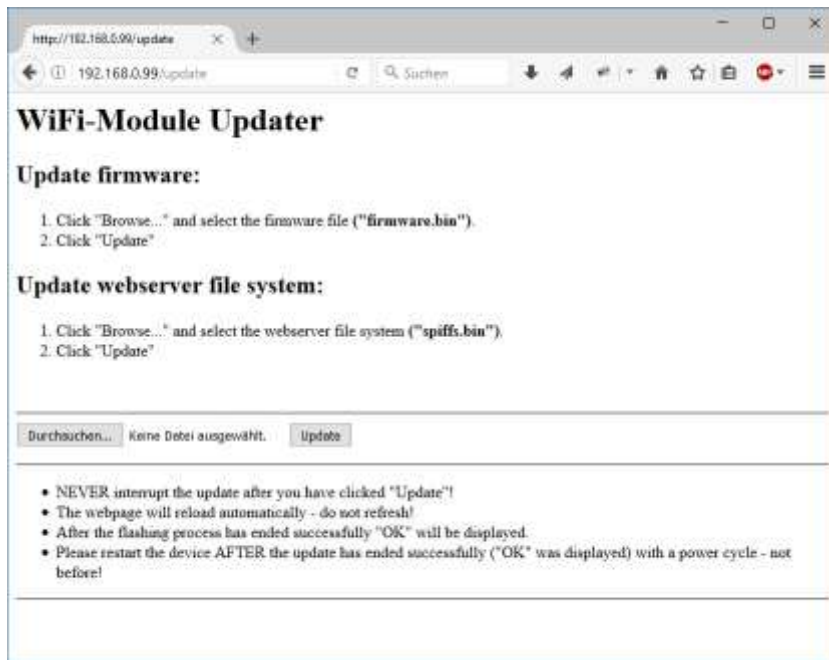 http://192.168.0.99/update
192.168.0.99/update
Suchen
WiFi-Module Updater
Update firmware:
1. Click "Browse..." and select the firmware file ("firmware.bin").
2. Click "Update"
Update webserver file system:
1. Click "Browse..." and select the webserver file system ("spiffs.bin").
2. Click "Update"
Durchsuchen... Keine Datei ausgewählt. Update
• NEVER interrupt the update after you have clicked "Update"!
• The webpage will reload automatically - do not refresh!
• After the flashing process has ended successfully "OK" will be displayed.
• Please restart the device AFTER the update has ended successfully ("OK" was displayed) with a power cycle - not
before!